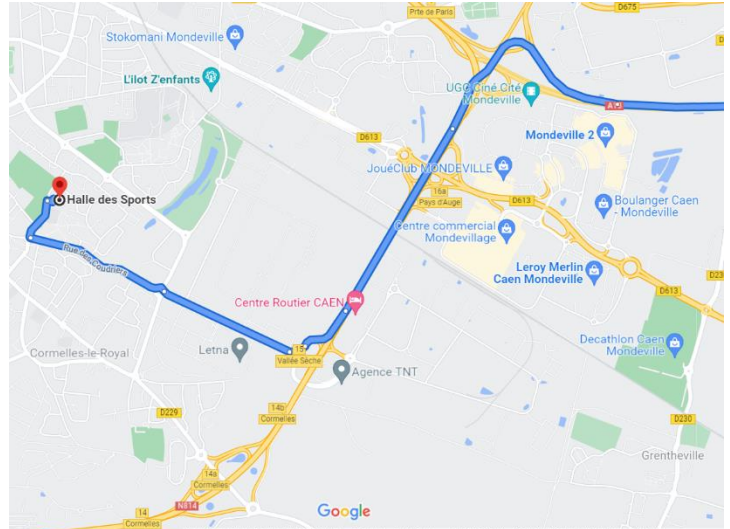 Prte de Paris
D675
Stokomani Mondeville
L'ilot Z'enfants
UGC Ciné Cité
Mondeville
Mondeville 2
D613
JouéClub MONDEVILLE
Halle des Sports
16a
Pays d'Auge
D613
Boulanger Caen
- Mondeville
Centre commercial
Mondevillage
Rue des Coudriers
Leroy Merlin
Caen Mondeville
D613
Centre Routier CAEN
Decathlon Caen
Mondeville
Cormelles-le-Royal
Letna
15
Vallée Sèche
Agence TNT
D229
14b
Cormelles
D230
Grentheville
14a
Cormelles
N814
Google
14
Cormelles